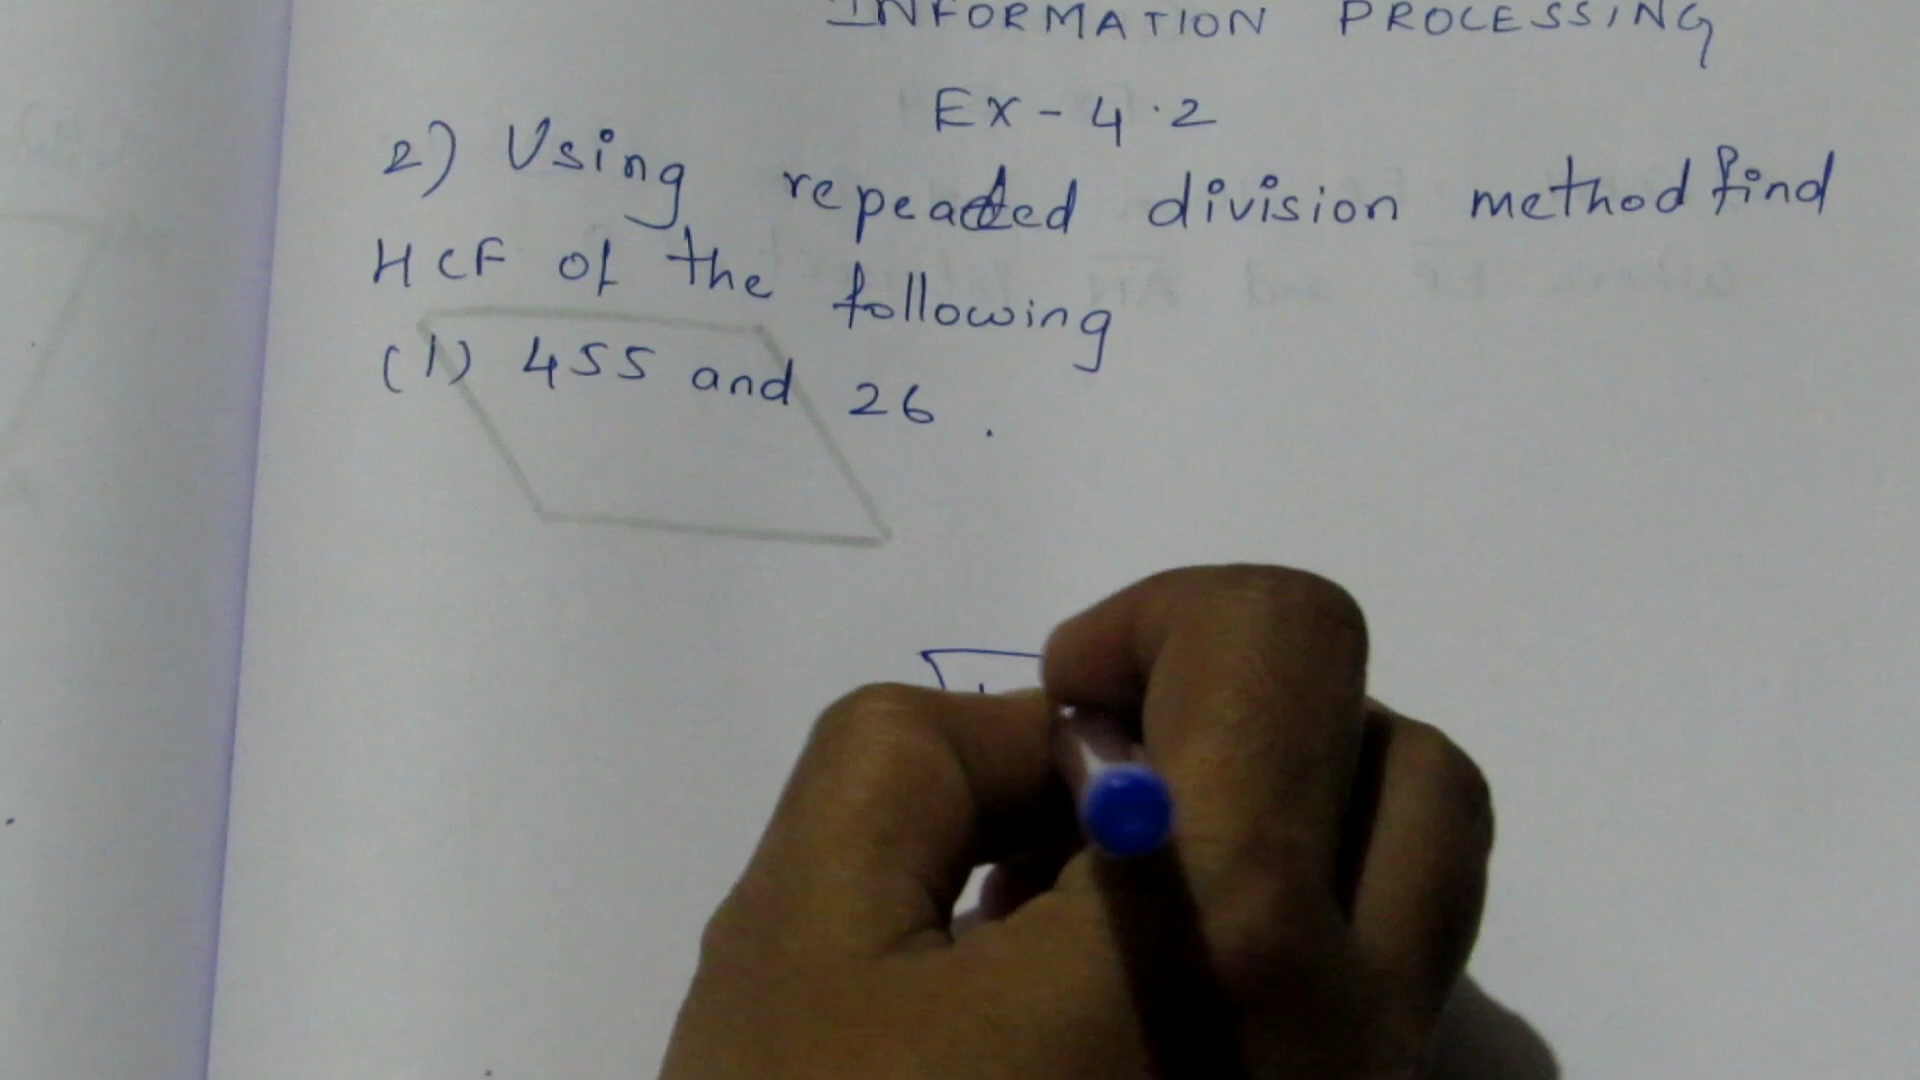 INFORMATION PROCESSING
Ex - 4.2
2) Using repeated division method find
HCF of the following
(1) 455 and 26.